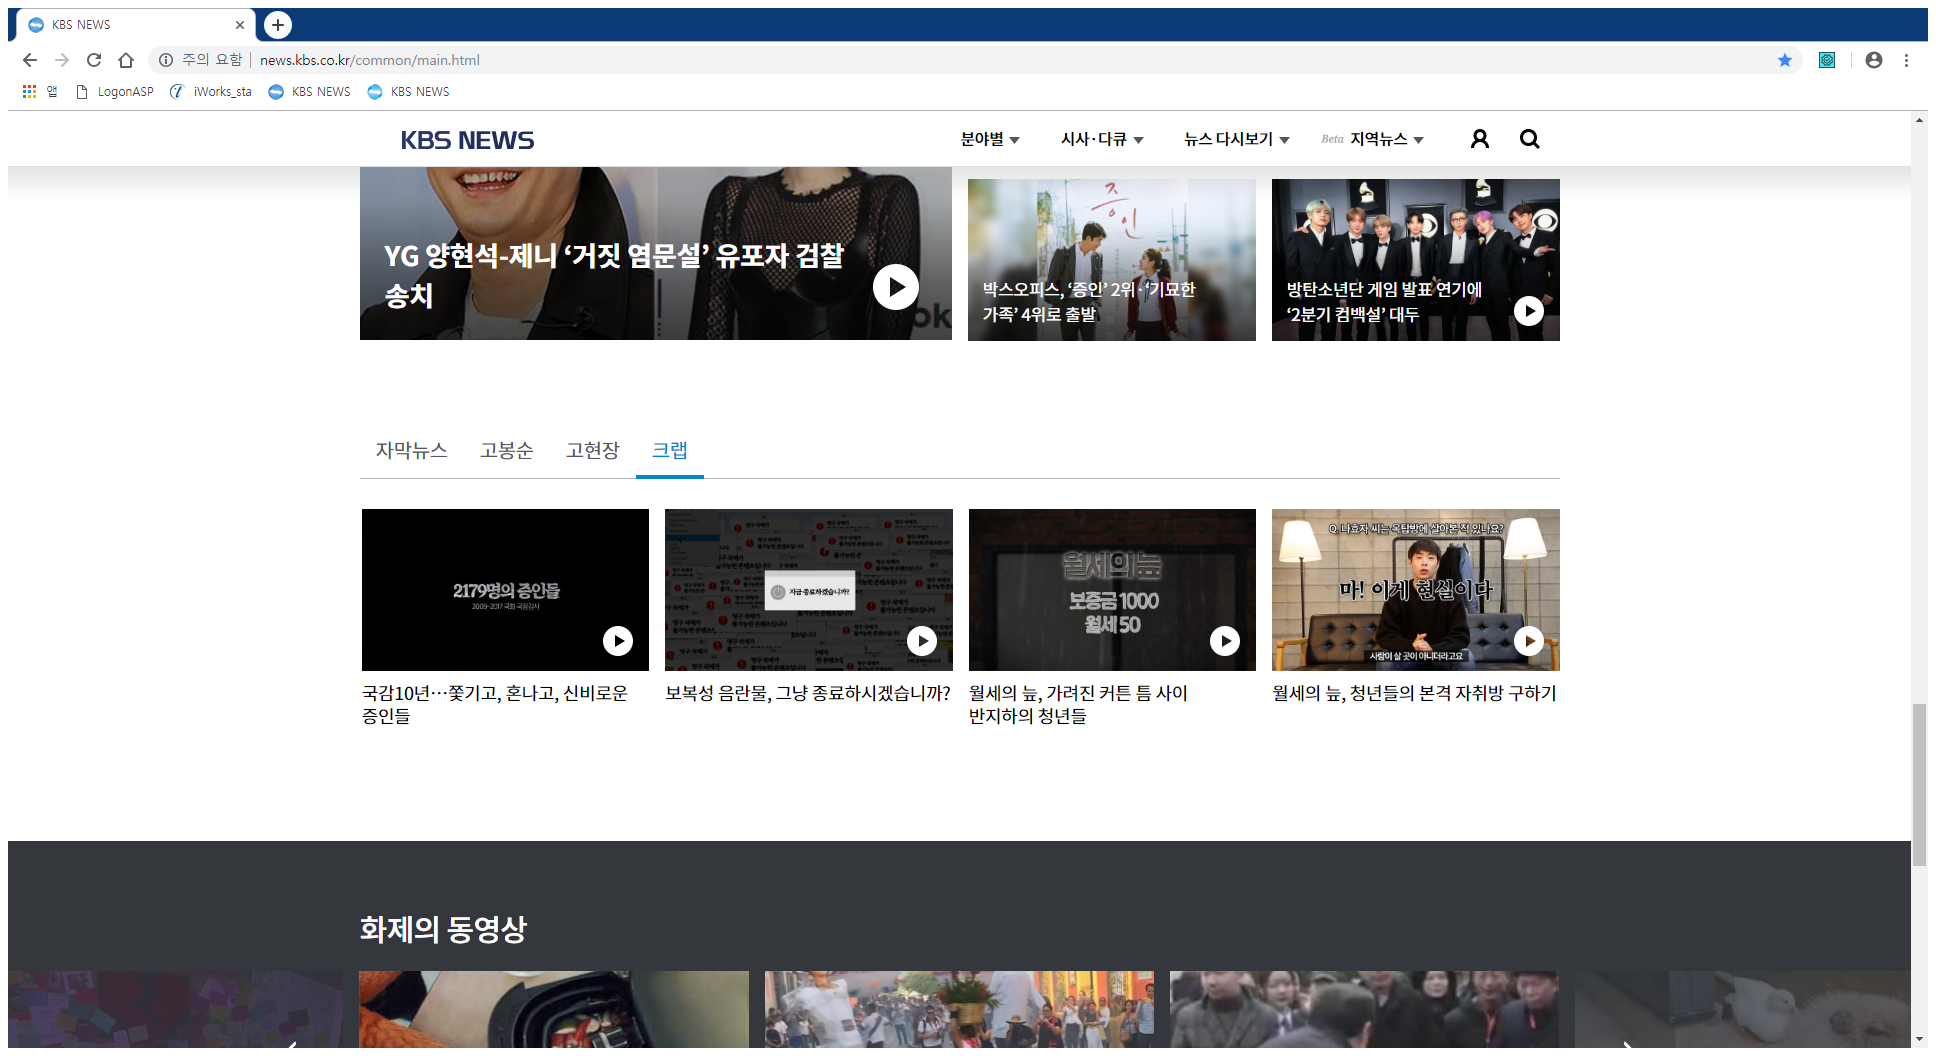 KBS NEWS
주의 요함
news.kbs.co.kr/common/main.html
앱
LogonASP
iWorks_sta
KBS NEWS
KBS NEWS
KBS NEWS
분야별
시사·다큐
뉴스 다시보기
Beta 지역뉴스
YG 양현석-제니 ‘거짓 염문설’ 유포자 검찰
송치
ok
증인
박스오피스, ‘증인’ 2위·‘기묘한
가족’ 4위로 출발
방탄소년단 게임 발표 연기에
‘2분기 컴백설’ 대두
자막뉴스
고봉순
고현장
크랩
2179명의 증인들
2009-2017 국회 국정감사
지금 종료하겠습니까?
월세의 늪
보증금 1000
월세 50
Q. 나효자 씨는 옥탑방에 살아본 적 있나요?
마! 이게 현실이다
사람이 살 곳이 아니더라고요
국감10년…쫓기고, 혼나고, 신비로운
증인들
보복성 음란물, 그냥 종료하시겠습니까?
월세의 늪, 가려진 커튼 틈 사이
반지하의 청년들
월세의 늪, 청년들의 본격 자취방 구하기
화제의 동영상